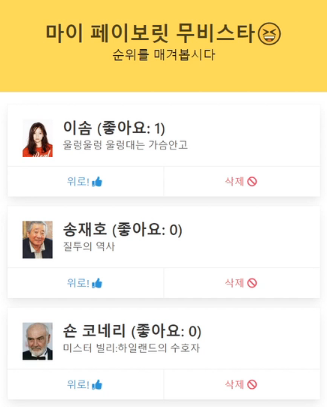 마이 페이보릿 무비스타😆
순위를 매겨봅시다
이솜 (좋아요: 1)
울렁울렁 울렁대는 가슴안고
위로! 삭제
송재호 (좋아요: 0)
질투의 역사
위로! 삭제
숀 코네리 (좋아요: 0)
미스터 빌리:하일랜드의 수호자
위로! 삭제